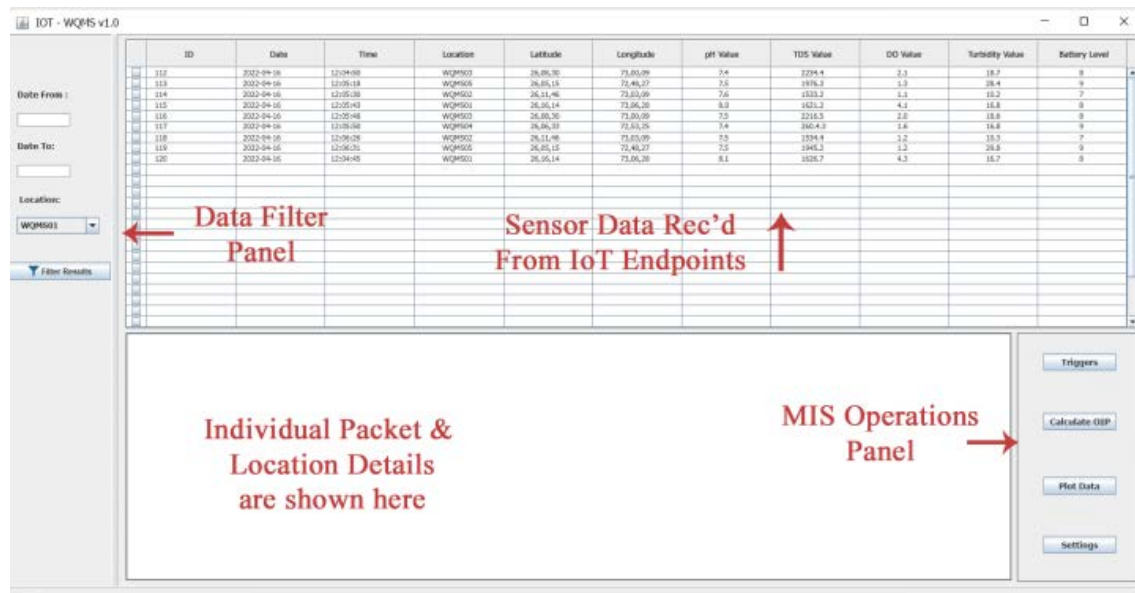 IOT - WQMS v1.0
ID Date Time Location Latitude Longitude pH Value TDS Value DO Value Turbidity Value Battery Level
112 2022-04-16 12:04:50 WQMS03 26,08,30 73,00,09 7.4 2234.4 2.1 18.7 8
113 2022-04-16 12:05:18 WQMS05 26,05,15 72,48,27 7.5 1976.3 1.3 28.4 9
114 2022-04-16 12:05:30 WQMS02 26,11,46 73,03,09 7.6 1533.2 1.1 10.2 7
115 2022-04-16 12:05:43 WQMS01 26,16,14 73,06,28 8.0 1621.2 4.1 16.8 8
116 2022-04-16 12:05:46 WQMS03 26,08,30 73,00,09 7.5 2216.5 2.0 18.6 8
117 2022-04-16 12:05:50 WQMS04 26,06,33 72,53,25 7.4 260.4.3 1.6 16.8 9
118 2022-04-16 12:06:26 WQMS02 26,11,46 73,03,09 7.5 1534.4 1.2 10.3 7
119 2022-04-16 12:06:31 WQMS05 26,05,15 72,48,27 7.5 1945.2 1.2 29.8 9
120 2022-04-16 12:04:45 WQMS01 26,16,14 73,06,28 8.1 1626.7 4.3 16.7 8
Date From :
Date To:
Location:
WQMS01
Filter Results
Data Filter
Panel
Sensor Data Rec'd
From IoT Endpoints
Individual Packet &
Location Details
are shown here
MIS Operations
Panel
Triggers
Calculate OIP
Plot Data
Settings